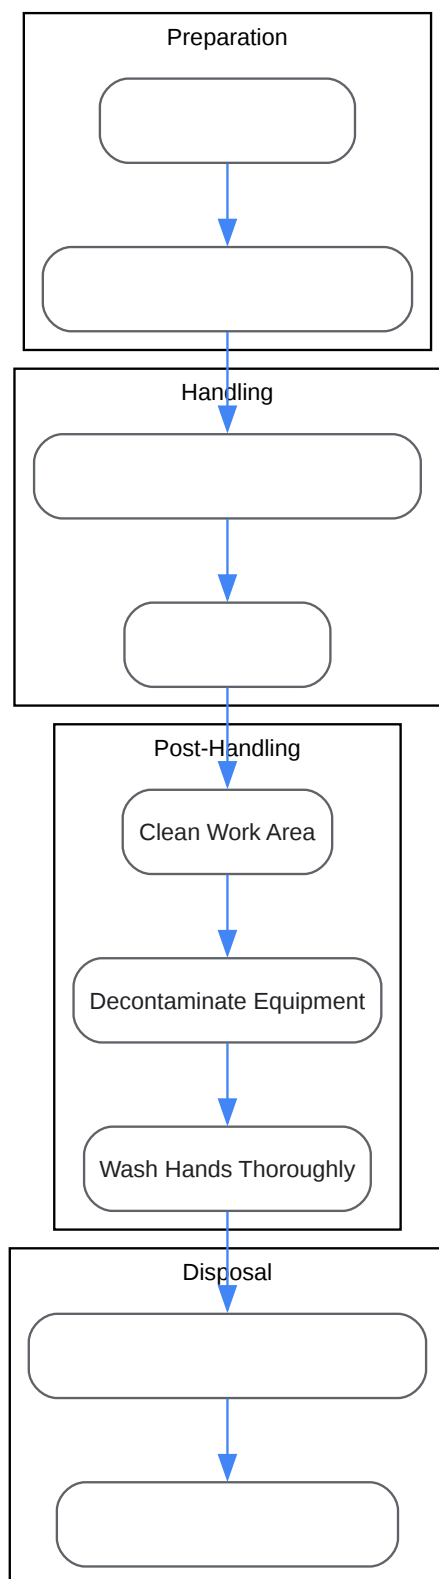 Preparation
Handling
Post-Handling
Clean Work Area
Decontaminate Equipment
Wash Hands Thoroughly
Disposal